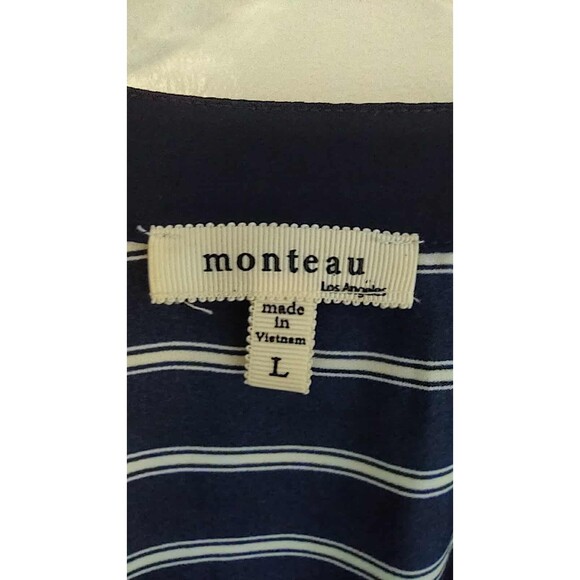 monteau
Los Angeles
made
in
Vietnam
L